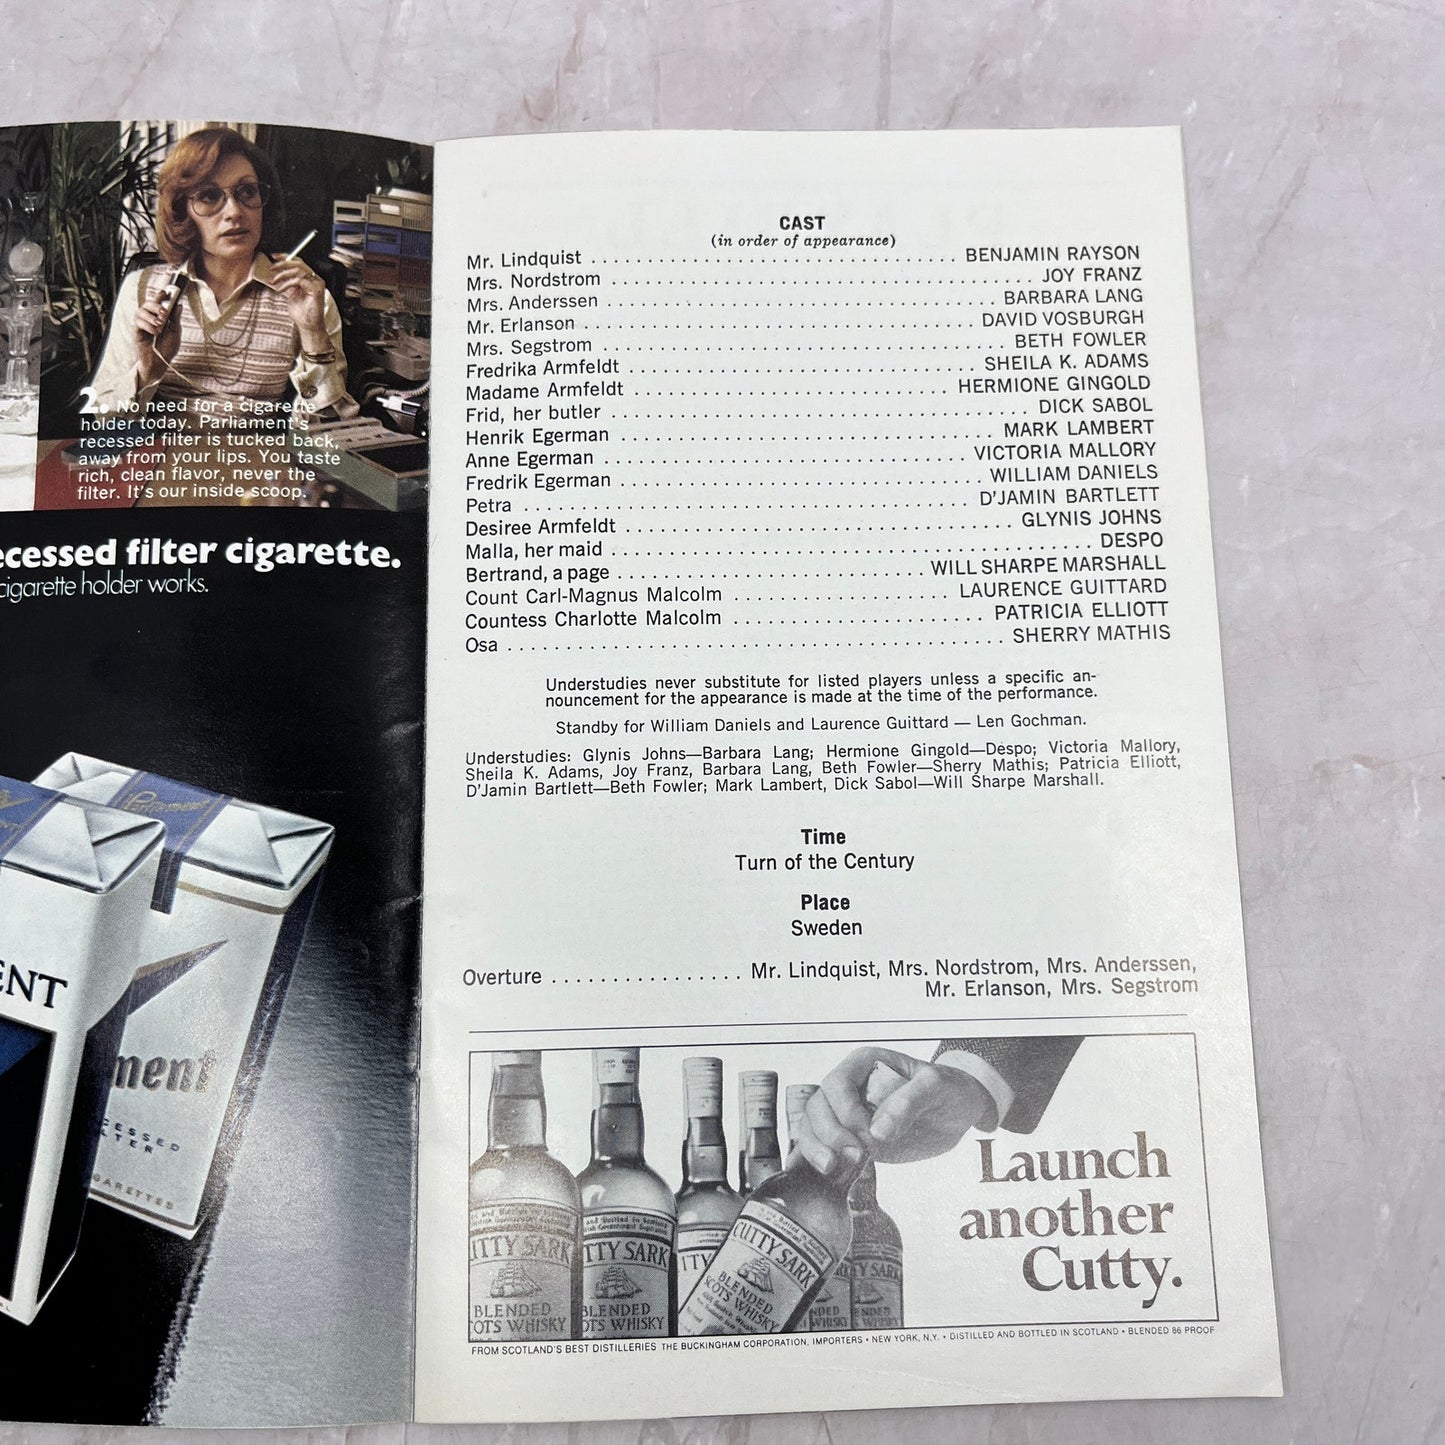 2. No need for a cigarette
holder today. Parliament's
recessed filter is tucked back,
away from your lips. You taste
rich, clean flavor, never the
filter. It's our inside scoop.
recessed filter cigarette.
cigarette holder works.
Parliament
ENT
ment
CESSED
LTER
GARETTES
CAST
(in order of appearance)
Mr. Lindquist . . . . . . . . . . . . . . . . . . . . . . . . . . . . . . . . BENJAMIN RAYSON
Mrs. Nordstrom . . . . . . . . . . . . . . . . . . . . . . . . . . . . . . . . JOY FRANZ
Mrs. Anderssen . . . . . . . . . . . . . . . . . . . . . . . . . . . . . . . . BARBARA LANG
Mr. Erlanson . . . . . . . . . . . . . . . . . . . . . . . . . . . . . . . . DAVID VOSBURGH
Mrs. Segstrom . . . . . . . . . . . . . . . . . . . . . . . . . . . . . . . . BETH FOWLER
Fredrika Armfeldt . . . . . . . . . . . . . . . . . . . . . . . . . . . . . . SHEILA K. ADAMS
Madame Armfeldt . . . . . . . . . . . . . . . . . . . . . . . . . . . . HERMIONE GINGOLD
Frid, her butler . . . . . . . . . . . . . . . . . . . . . . . . . . . . . . . . DICK SABOL
Henrik Egerman . . . . . . . . . . . . . . . . . . . . . . . . . . . . . . . . MARK LAMBERT
Anne Egerman . . . . . . . . . . . . . . . . . . . . . . . . . . . . . . . . VICTORIA MALLORY
Fredrik Egerman . . . . . . . . . . . . . . . . . . . . . . . . . . . . . . . . WILLIAM DANIELS
Petra . . . . . . . . . . . . . . . . . . . . . . . . . . . . . . . . . . . . . . D'JAMIN BARTLETT
Desiree Armfeldt . . . . . . . . . . . . . . . . . . . . . . . . . . . . . . . . GLYNIS JOHNS
Malla, her maid . . . . . . . . . . . . . . . . . . . . . . . . . . . . . . . . . . . . . . DESPO
Bertrand, a page . . . . . . . . . . . . . . . . . . . . . . . . . . . WILL SHARPE MARSHALL
Count Carl-Magnus Malcolm . . . . . . . . . . . . . . . . . . . LAURENCE GUITTARD
Countess Charlotte Malcolm . . . . . . . . . . . . . . . . . . . . . . PATRICIA ELLIOTT
Osa . . . . . . . . . . . . . . . . . . . . . . . . . . . . . . . . . . . . . . . . . . SHERRY MATHIS
Understudies never substitute for listed players unless a specific an-
nouncement for the appearance is made at the time of the performance.
Standby for William Daniels and Laurence Guittard — Len Gochman.
Understudies: Glynis Johns—Barbara Lang; Hermione Gingold—Despo; Victoria Mallory,
Sheila K. Adams, Joy Franz, Barbara Lang, Beth Fowler—Sherry Mathis; Patricia Elliott,
D'Jamin Bartlett—Beth Fowler; Mark Lambert, Dick Sabol—Will Sharpe Marshall.
Time
Turn of the Century
Place
Sweden
Overture . . . . . . . . . . . . . . . . . Mr. Lindquist, Mrs. Nordstrom, Mrs. Anderssen,
Mr. Erlanson, Mrs. Segstrom
Launch
another
Cutty.
CUTTY SARK
BLENDED
SCOTS WHISKY
FROM SCOTLAND'S BEST DISTILLERIES THE BUCKINGHAM CORPORATION, IMPORTERS • NEW YORK, N.Y. • DISTILLED AND BOTTLED IN SCOTLAND • BLENDED 86 PROOF